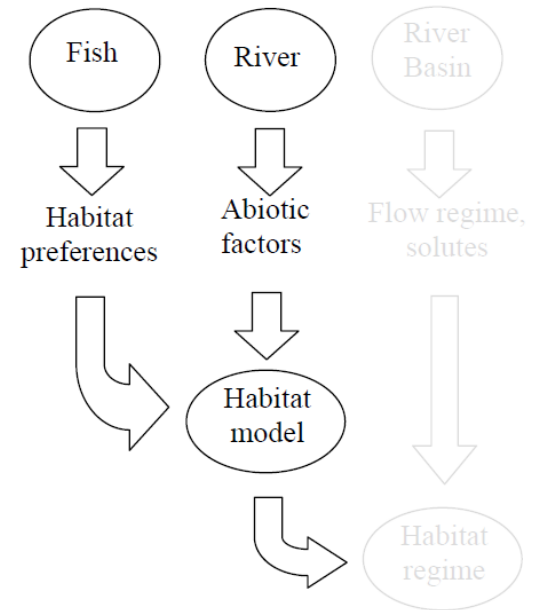 Fish
River
River
Basin
Habitat
preferences
Abiotic
factors
Flow regime,
solutes
Habitat
model
Habitat
regime